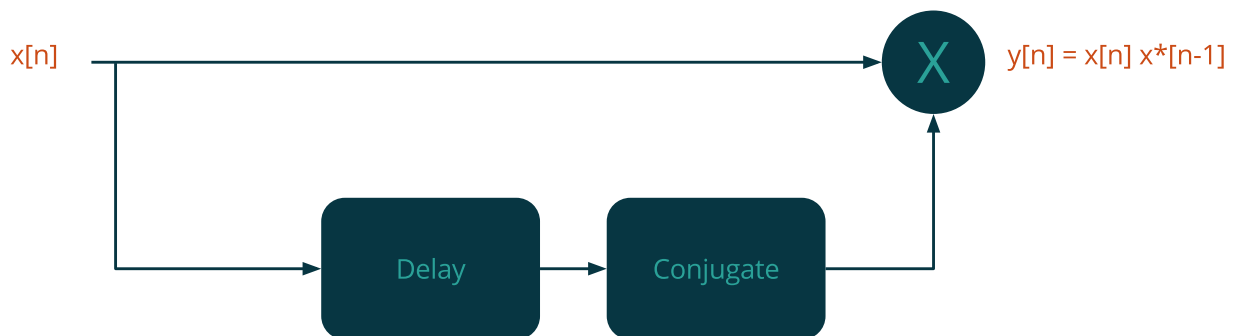 x[n]
X
y[n] = x[n] x*[n-1]
Delay
Conjugate